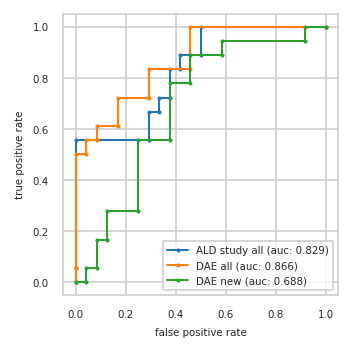 1.0
0.8
0.6
0.4
0.2
0.0
true positive rate
ALD study all (auc: 0.829)
DAE all (auc: 0.866)
DAE new (auc: 0.688)
0.0 0.2 0.4 0.6 0.8 1.0
false positive rate